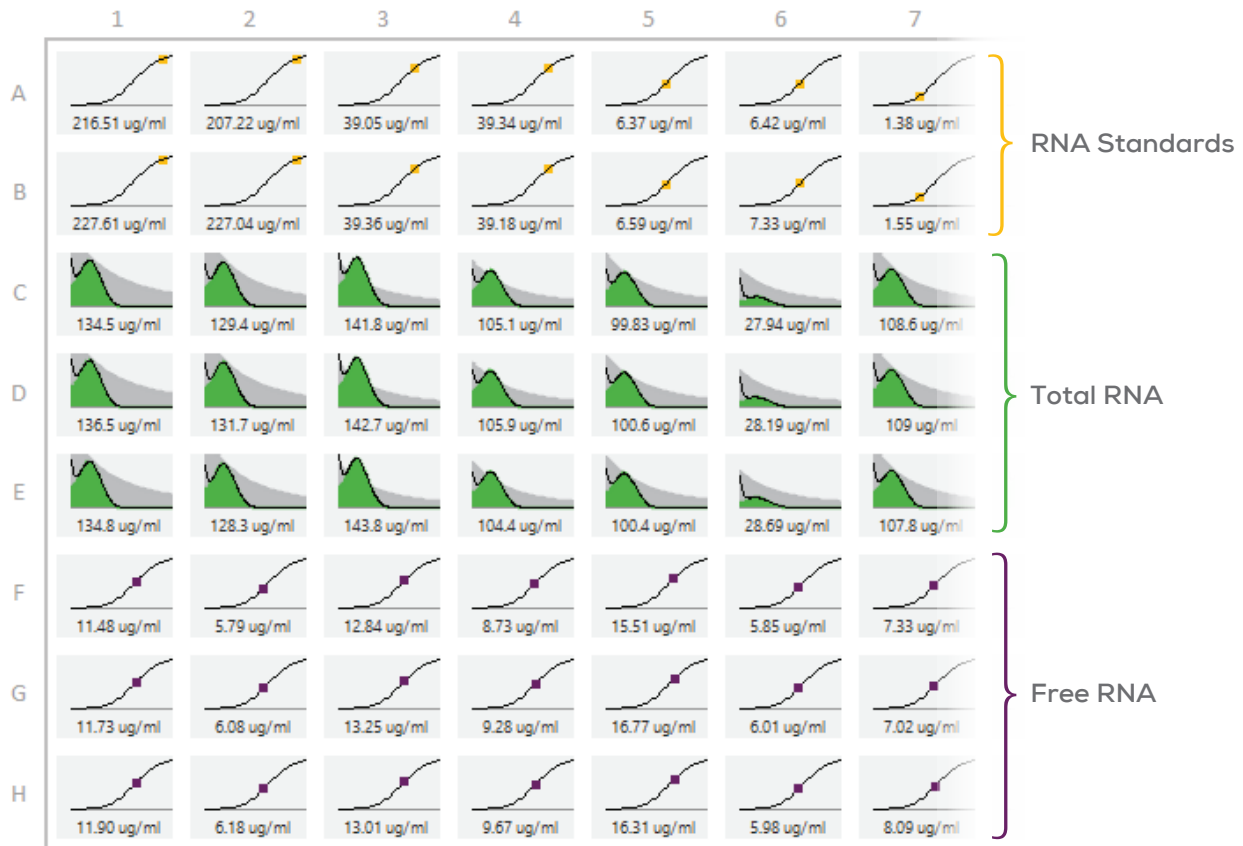 1 2 3 4 5 6 7
A
216.51 ug/ml 207.22 ug/ml 39.05 ug/ml 39.34 ug/ml 6.37 ug/ml 6.42 ug/ml 1.38 ug/ml
RNA Standards
B
227.61 ug/ml 227.04 ug/ml 39.36 ug/ml 39.18 ug/ml 6.59 ug/ml 7.33 ug/ml 1.55 ug/ml
C
134.5 ug/ml 129.4 ug/ml 141.8 ug/ml 105.1 ug/ml 99.83 ug/ml 27.94 ug/ml 108.6 ug/ml
D
Total RNA
136.5 ug/ml 131.7 ug/ml 142.7 ug/ml 105.9 ug/ml 100.6 ug/ml 28.19 ug/ml 109 ug/ml
E
134.8 ug/ml 128.3 ug/ml 143.8 ug/ml 104.4 ug/ml 100.4 ug/ml 28.69 ug/ml 107.8 ug/ml
F
11.48 ug/ml 5.79 ug/ml 12.84 ug/ml 8.73 ug/ml 15.51 ug/ml 5.85 ug/ml 7.33 ug/ml
G
Free RNA
11.73 ug/ml 6.08 ug/ml 13.25 ug/ml 9.28 ug/ml 16.77 ug/ml 6.01 ug/ml 7.02 ug/ml
H
11.90 ug/ml 6.18 ug/ml 13.01 ug/ml 9.67 ug/ml 16.31 ug/ml 5.98 ug/ml 8.09 ug/ml